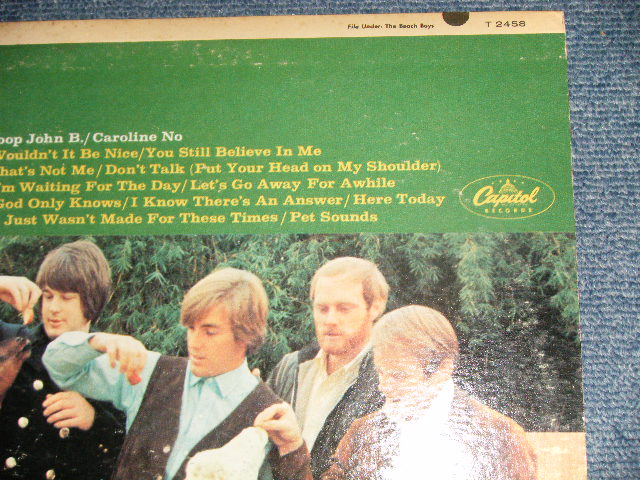 File Under: The Beach Boys
T 2458
oop John B./Caroline No
Wouldn't It Be Nice/You Still Believe In Me
hat's Not Me/Don't Talk (Put Your Head on My Shoulder)
'm Waiting For The Day/Let's Go Away For Awhile
God Only Knows/I Know There's An Answer/Here Today
Just Wasn't Made For These Times/Pet Sounds
Capitol
RECORDS